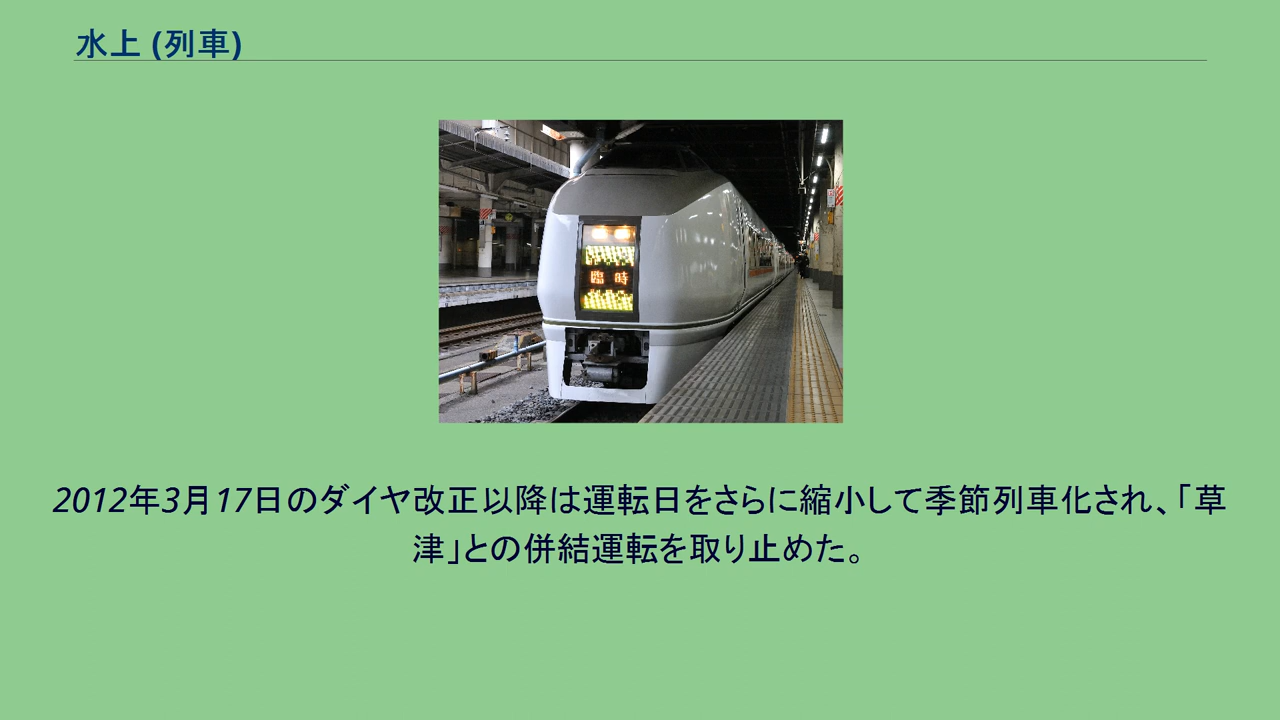 水上 (列車)
臨時
2012年3月17日のダイヤ改正以降は運転日をさらに縮小して季節列車化され、「草
津」との併結運転を取り止めた。